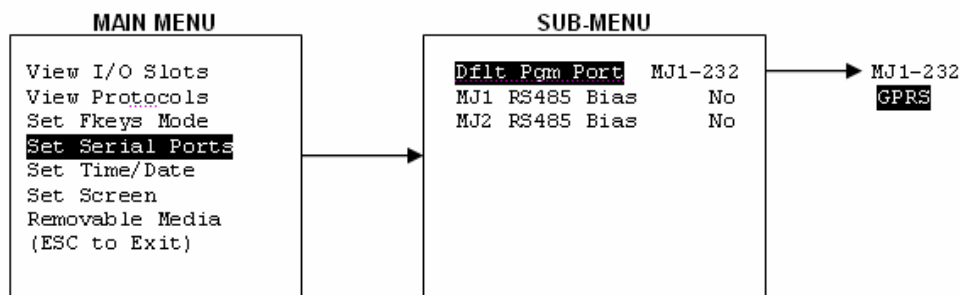 MAIN MENU
View I/O Slots
View Protocols
Set Fkeys Mode
Set Serial Ports
Set Time/Date
Set Screen
Removable Media
(ESC to Exit)
SUB-MENU
Dflt Pgm Port MJ1-232
MJ1 RS485 Bias No
MJ2 RS485 Bias No
MJ1-232
GPRS